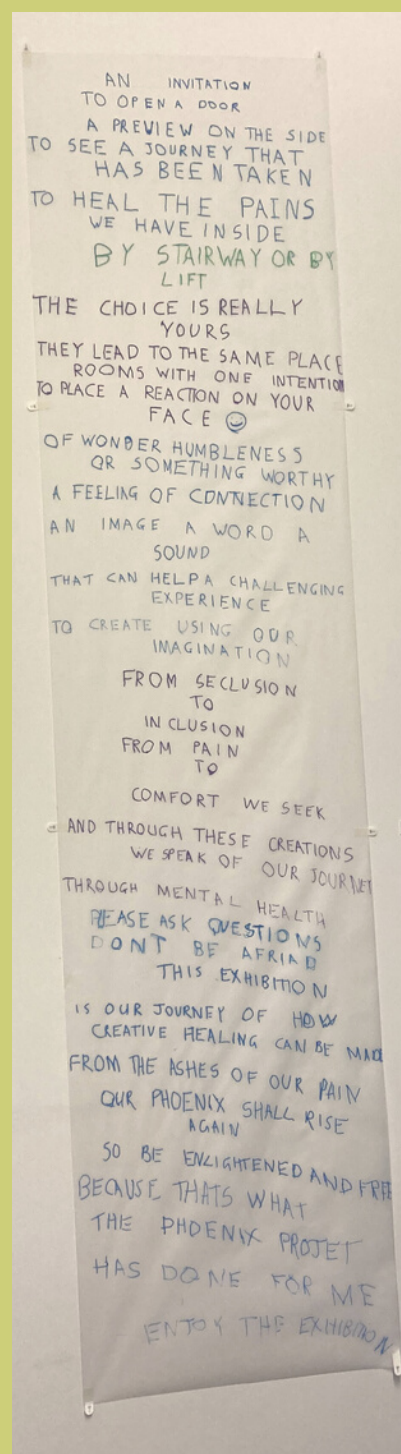 AN INVITATION
TO OPEN A DOOR
A PREVIEW ON THE SIDE
TO SEE A JOURNEY THAT
HAS BEEN TAKEN
TO HEAL THE PAINS
WE HAVE INSIDE
BY STAIRWAY OR BY
LIFT
THE CHOICE IS REALLY
YOURS
THEY LEAD TO THE SAME PLACE
ROOMS WITH ONE INTENTION
TO PLACE A REACTION ON YOUR
FACE ☺
OF WONDER HUMBLENESS
OR SOMETHING WORTHY
A FEELING OF CONNECTION
AN IMAGE A WORD A
SOUND
THAT CAN HELP A CHALLENGING
EXPERIENCE
TO CREATE USING OUR
IMAGINATION
FROM SECLUSION
TO
INCLUSION
FROM PAIN
TO
COMFORT WE SEEK
AND THROUGH THESE CREATIONS
WE SPEAK OF OUR JOURNEY
THROUGH MENTAL HEALTH
PLEASE ASK QUESTIONS
DONT BE AFRIAD
THIS EXHIBITION
IS OUR JOURNEY OF HOW
CREATIVE HEALING CAN BE MADE
FROM THE ASHES OF OUR PAIN
OUR PHOENIX SHALL RISE
AGAIN
SO BE ENLIGHTENED AND FREE
BECAUSE THATS WHAT
THE PHOENIX PROJET
HAS DONE FOR ME
ENJOY THE EXHIBITION